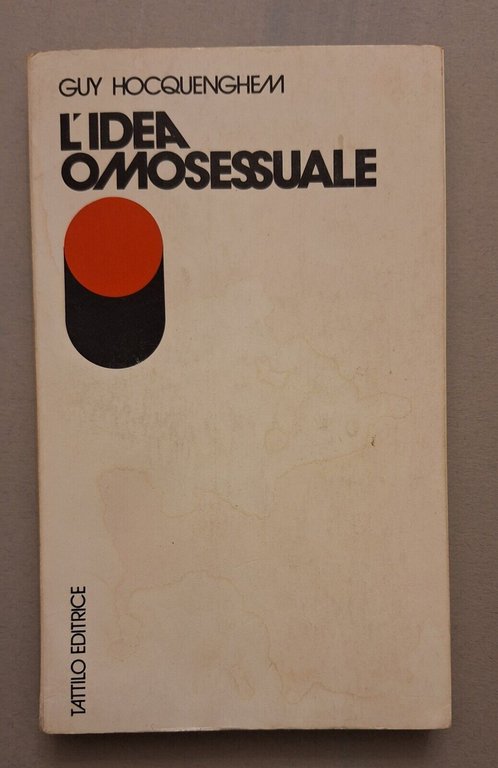 GUY HOCQUENGHEM
L'IDEA
OMOSESSUALE
TATTILO EDITRICE